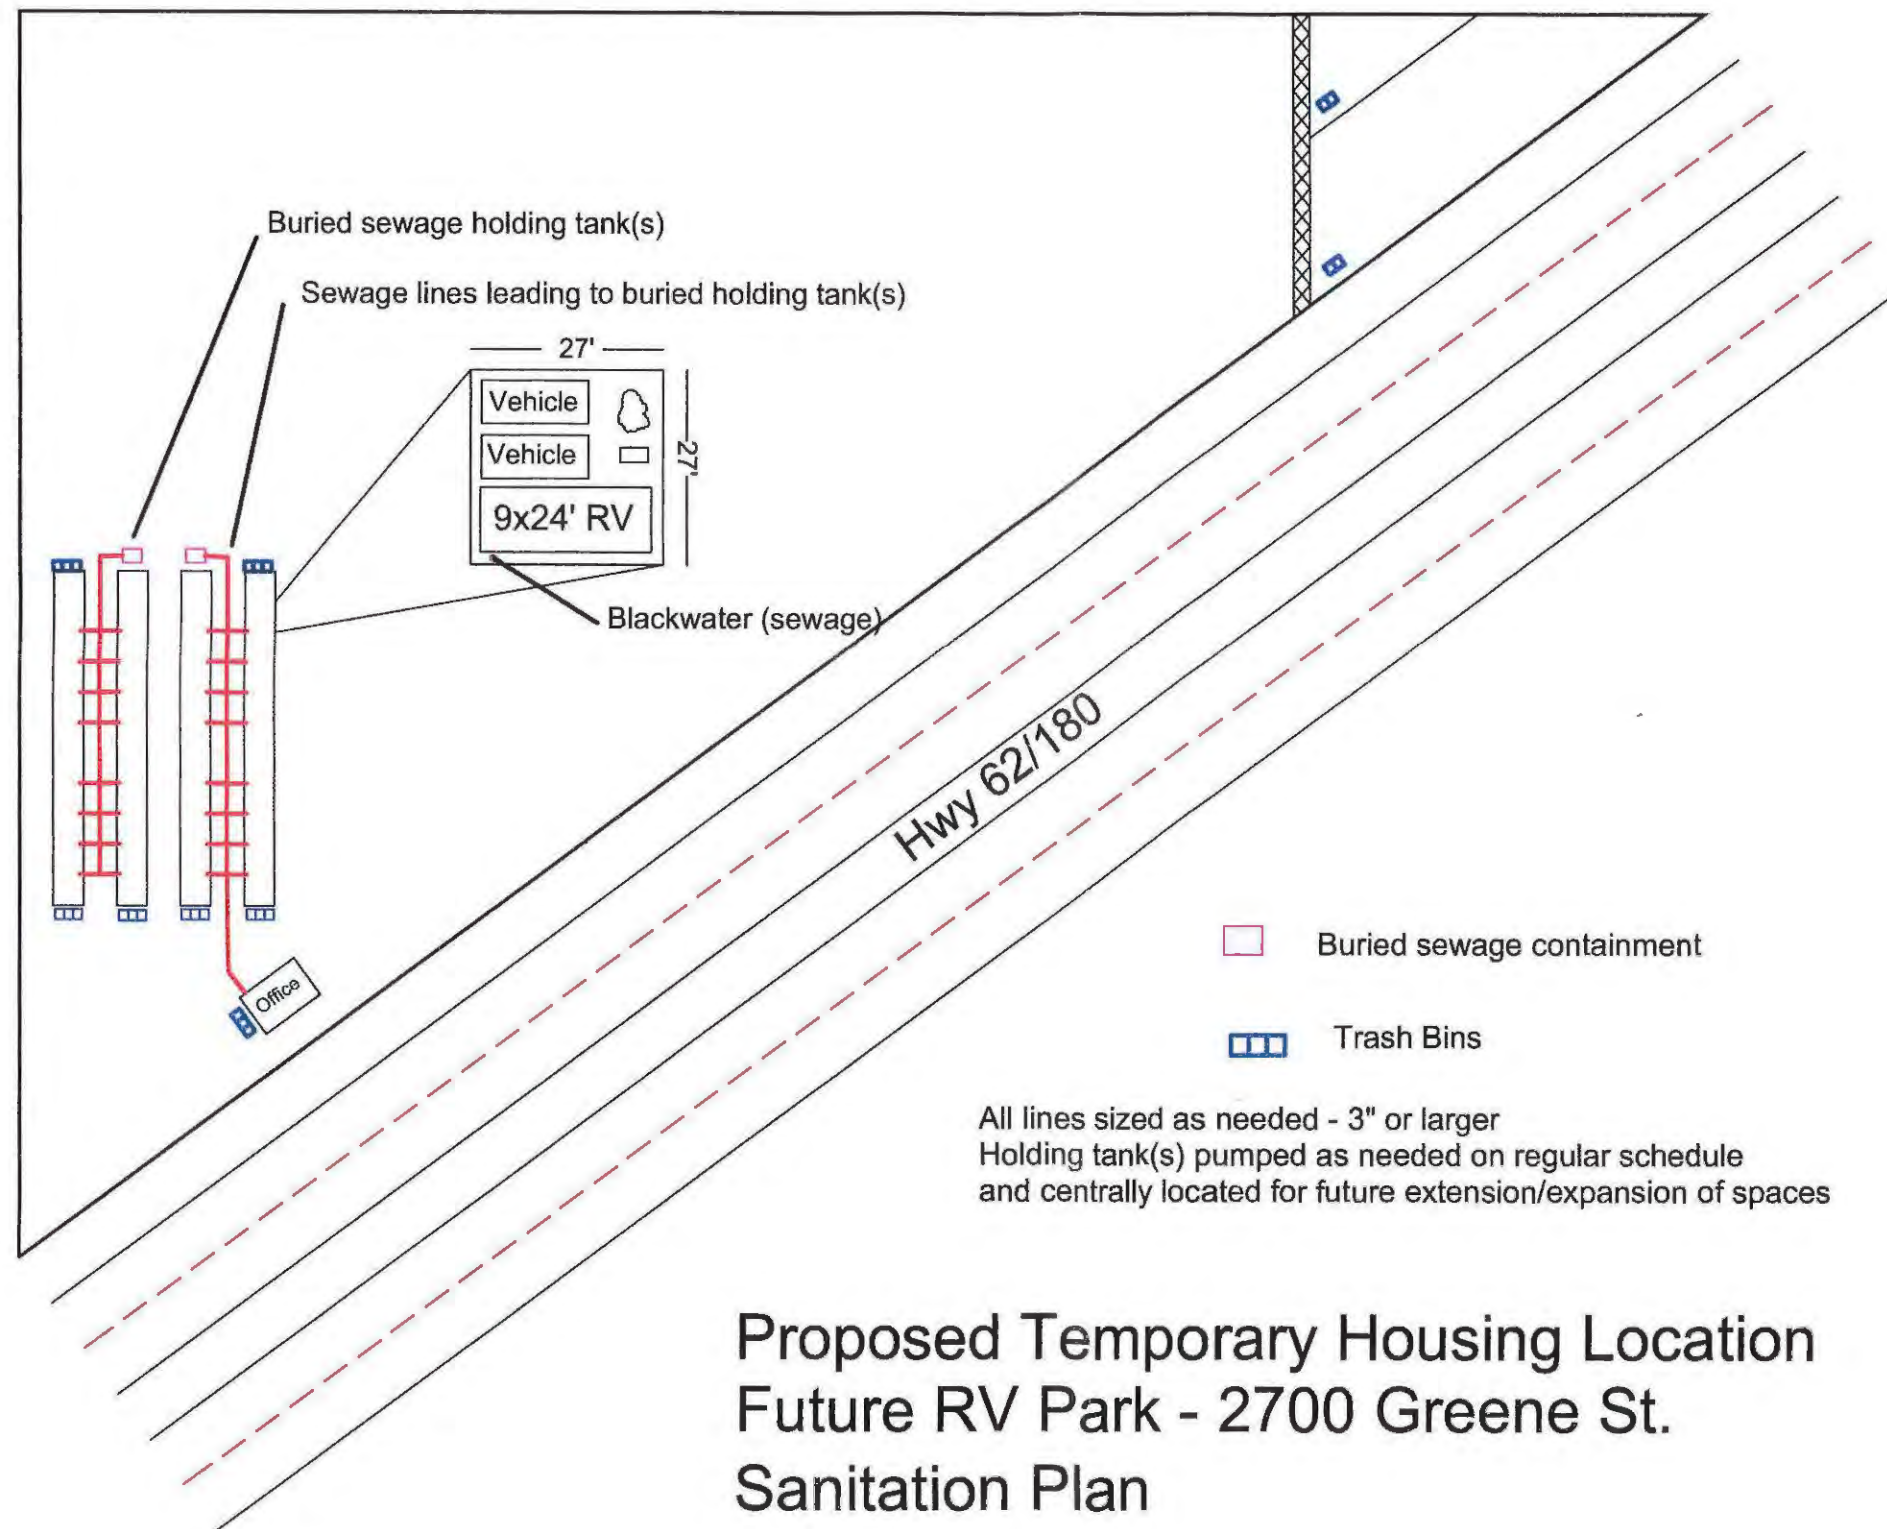 Buried sewage holding tank(s)
Sewage lines leading to buried holding tank(s)
27'
Vehicle
Vehicle
27'
9x24' RV
Blackwater (sewage)
Hwy 62/180
Office
Buried sewage containment
Trash Bins
All lines sized as needed - 3" or larger
Holding tank(s) pumped as needed on regular schedule
and centrally located for future extension/expansion of spaces
Proposed Temporary Housing Location
Future RV Park - 2700 Greene St.
Sanitation Plan